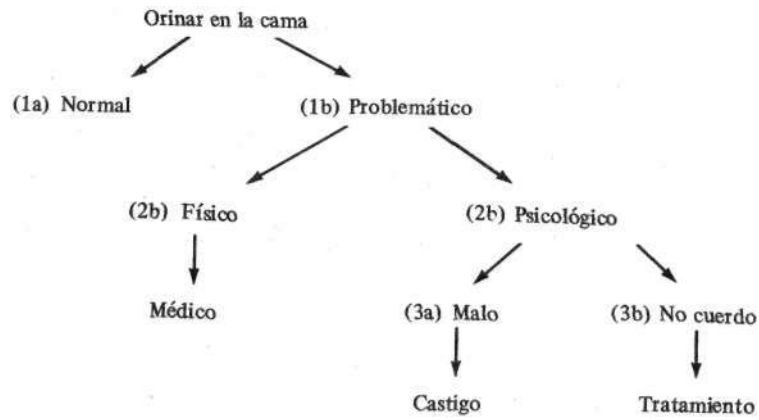 Orinar en la cama
(1a) Normal
(1b) Problemático
(2b) Físico
(2b) Psicológico
Médico
(3a) Malo
(3b) No cuerdo
Castigo
Tratamiento